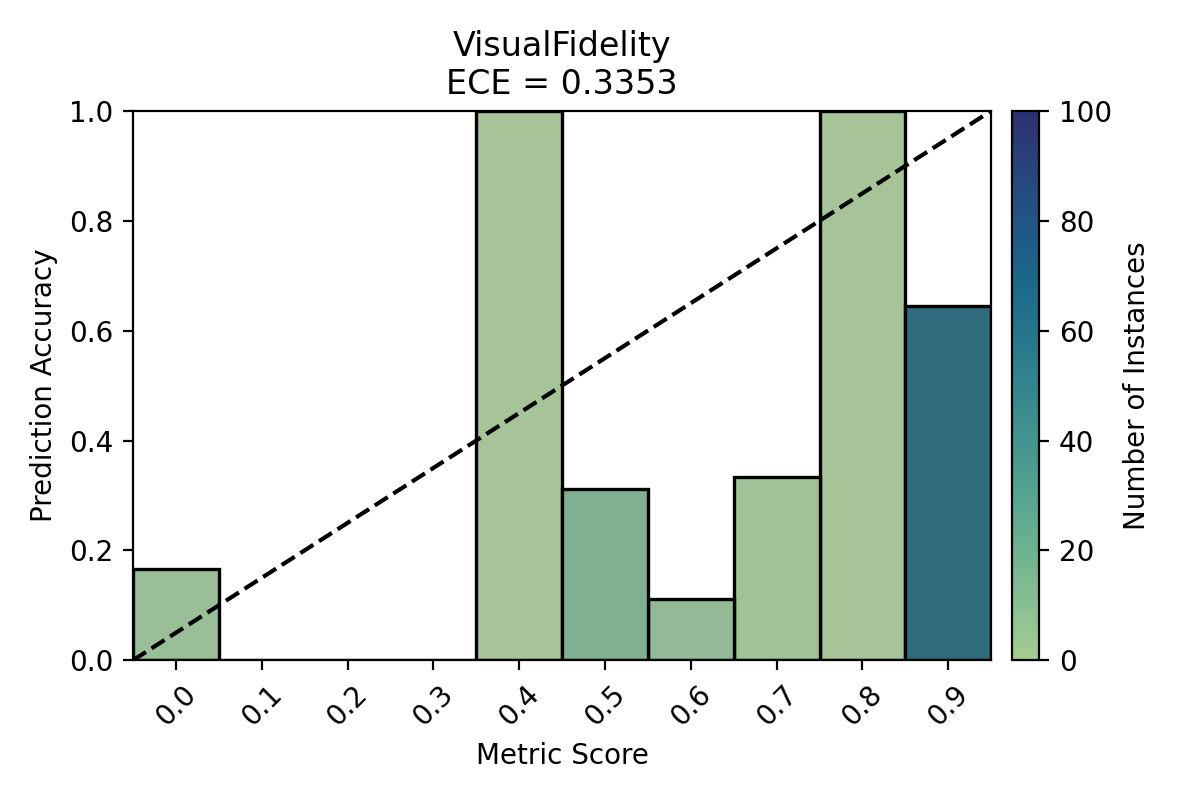 VisualFidelity
ECE = 0.3353
Prediction Accuracy
1.0
0.8
0.6
0.4
0.2
0.0
0.0 0.1 0.2 0.3 0.4 0.5 0.6 0.7 0.8 0.9
Metric Score
100
80
60
40
20
0
Number of Instances